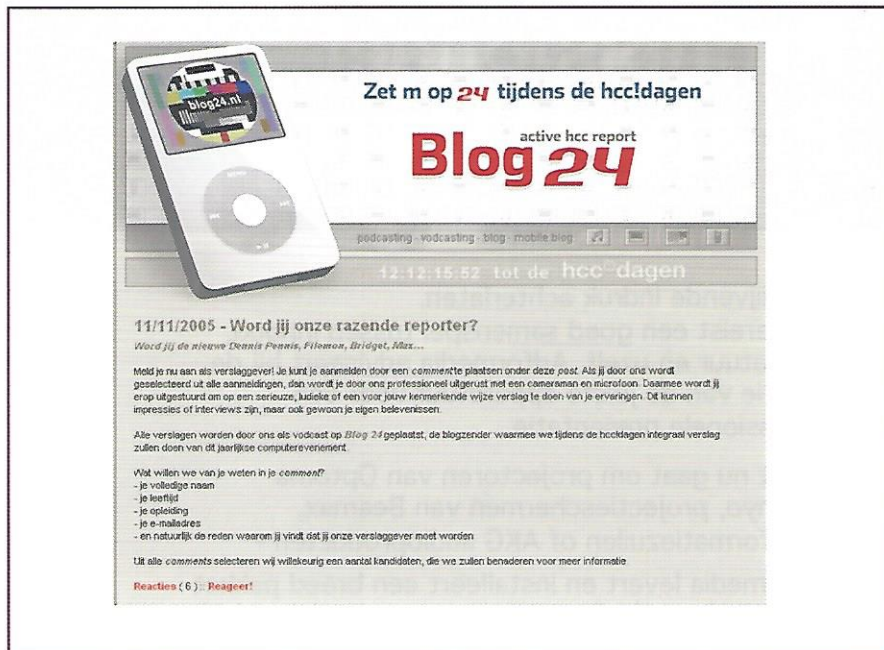 blog24.nl
Zet m op 24 tijdens de hcc!dagen
active hcc report
Blog 24
podcasting - vodcasting - blog - mobile blog
12:12:15:52 tot de hcc dagen
11/11/2005 - Word jij onze razende reporter?
Word jij de nieuwe Dennis Pennis, Filemon, Bridget, Max...
Meld je nu aan als verslaggever! Je kunt je aanmelden door een comment te plaatsen onder deze post. Als jij door ons wordt
geselecteerd uit alle aanmeldingen, dan wordt je door ons professioneel uitgerust met een cameraman en microfoon. Daarmee wordt jij
erop uitgestuurd om op een serieuze, ludieke of een voor jouw kenmerkende wijze verslag te doen van je ervaringen. Dit kunnen
impressies of interviews zijn, maar ook gewoon je eigen belevenissen.
Alle verslagen worden door ons als vodcast op Blog 24 geplaatst, de blogzender waarmee we tijdens de hccdagen integraal verslag
zullen doen van dit jaarlijkse computerevenement.
Wat willen we van je weten in je comment?
- je volledige naam
- je leeftijd
- je opleiding
- je e-mailadres
- en natuurlijk de reden waarom jij vindt dat jij onze verslaggever moet worden
Uit alle comments selecteren wij willekeurig een aantal kandidaten, die we zullen benaderen voor meer informatie
Reacties ( 6 ) :: Reageer!